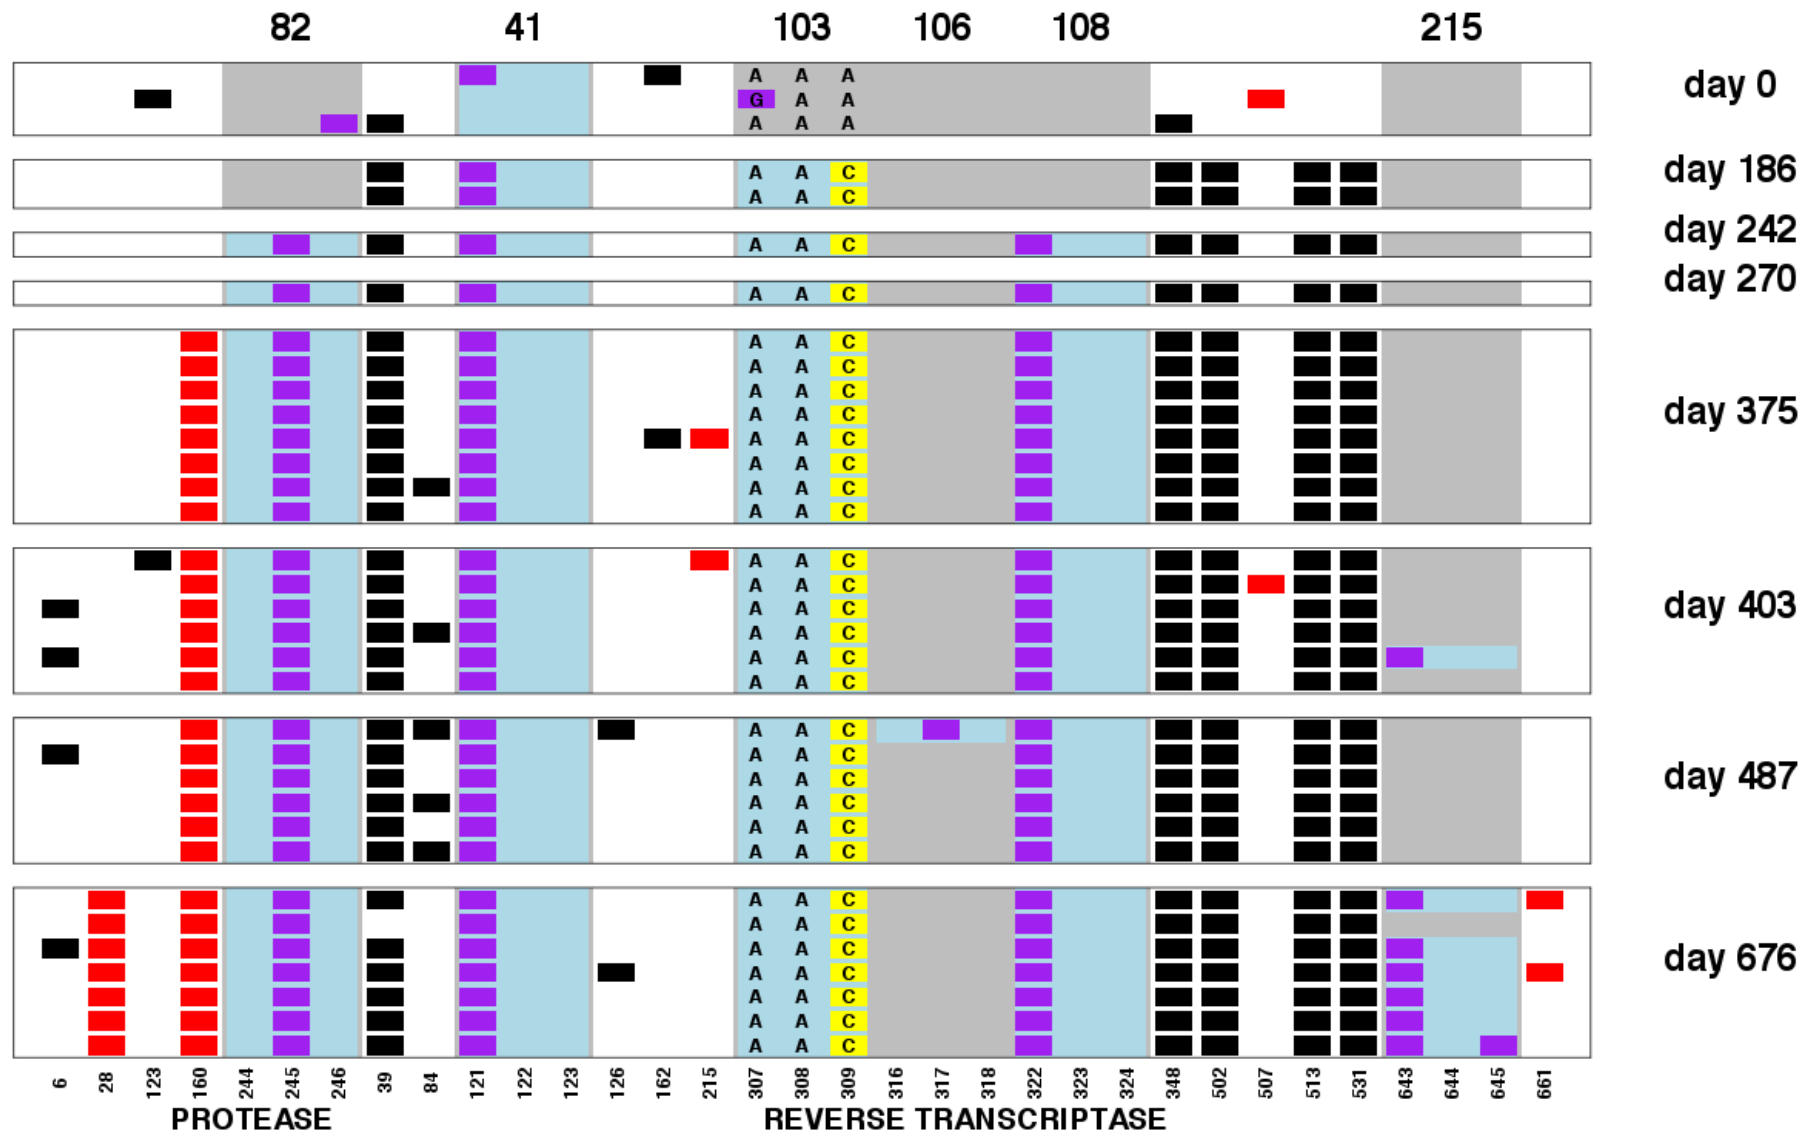 82 41 103 106 108 215
A A A day 0
G A A
A A A
A A C day 186
A A C
A A C day 242
A A C day 270
A A C
A A C
A A C
A A C day 375
A A C
A A C
A A C
A A C
A A C
A A C
A A C day 403
A A C
A A C
A A C
A A C
A A C
A A C day 487
A A C
A A C
A A C
A A C
A A C
A A C
A A C day 676
A A C
A A C
A A C
6 28 123 160 244 245 246 39 84 121 122 123 126 162 215 307 308 309 316 317 318 322 323 324 348 502 507 513 531 643 644 645 661
PROTEASE REVERSE TRANSCRIPTASE